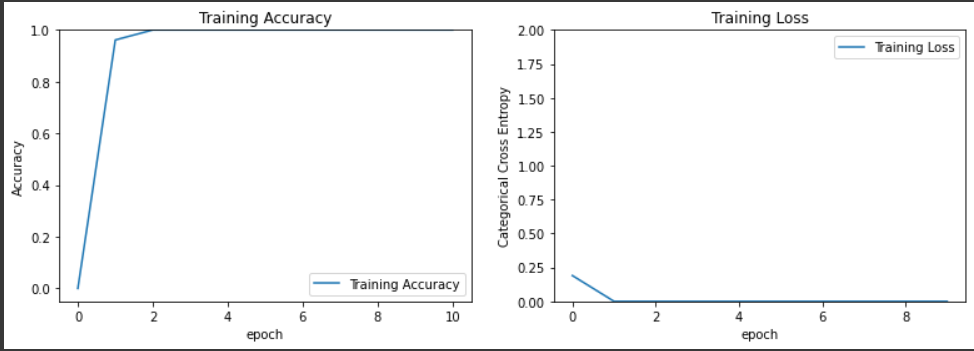 Training Accuracy
1.0
0.8
0.6
0.4
0.2
0.0
Accuracy
Training Accuracy
0 2 4 6 8 10
epoch
Training Loss
2.00
1.75
1.50
1.25
1.00
0.75
0.50
0.25
0.00
Categorical Cross Entropy
Training Loss
0 2 4 6 8
epoch